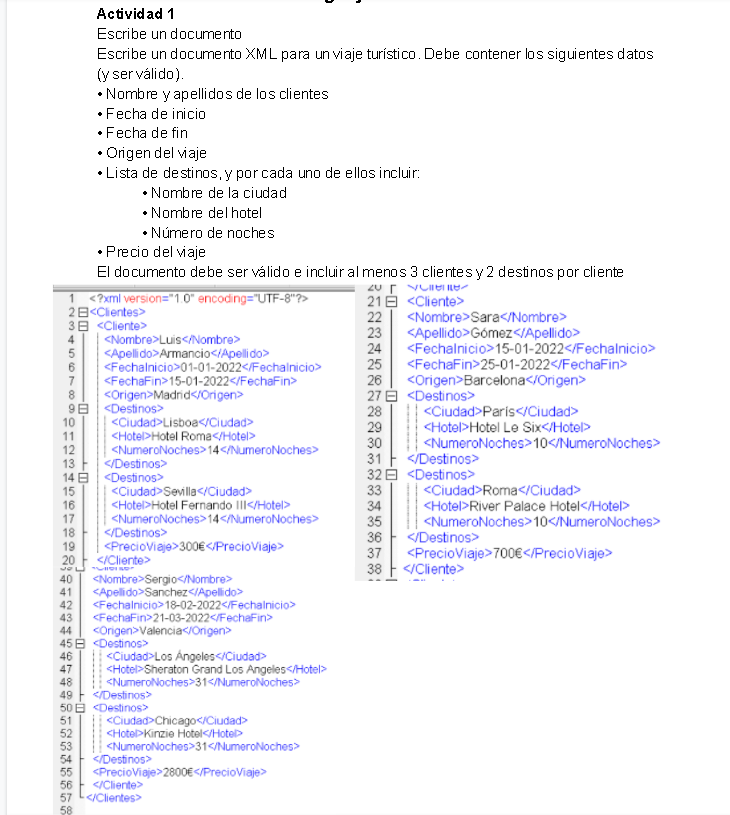 Actividad 1
Escribe un documento
Escribe un documento XML para un viaje turístico. Debe contener los siguientes datos
(y ser válido).
• Nombre y apellidos de los clientes
• Fecha de inicio
• Fecha de fin
• Origen del viaje
• Lista de destinos, y por cada uno de ellos incluir:
• Nombre de la ciudad
• Nombre del hotel
• Número de noches
• Precio del viaje
El documento debe ser válido e incluir al menos 3 clientes y 2 destinos por cliente
1 <?xml version="1.0" encoding="UTF-8"?>
2 <Clientes>
3 <Cliente>
4 <Nombre>Luis</Nombre>
5 <Apellido>Armancio</Apellido>
6 <FechaInicio>01-01-2022</FechaInicio>
7 <FechaFin>15-01-2022</FechaFin>
8 <Origen>Madrid</Origen>
9 <Destinos>
10 <Ciudad>Lisboa</Ciudad>
11 <Hotel>Hotel Roma</Hotel>
12 <NumeroNoches>14</NumeroNoches>
13 </Destinos>
14 <Destinos>
15 <Ciudad>Sevilla</Ciudad>
16 <Hotel>Hotel Fernando III</Hotel>
17 <NumeroNoches>14</NumeroNoches>
18 </Destinos>
19 <PrecioViaje>300€</PrecioViaje>
20 </Cliente>
20 </Cliente>
21 <Cliente>
22 <Nombre>Sara</Nombre>
23 <Apellido>Gómez</Apellido>
24 <FechaInicio>15-01-2022</FechaInicio>
25 <FechaFin>25-01-2022</FechaFin>
26 <Origen>Barcelona</Origen>
27 <Destinos>
28 <Ciudad>París</Ciudad>
29 <Hotel>Hotel Le Six</Hotel>
30 <NumeroNoches>10</NumeroNoches>
31 </Destinos>
32 <Destinos>
33 <Ciudad>Roma</Ciudad>
34 <Hotel>River Palace Hotel</Hotel>
35 <NumeroNoches>10</NumeroNoches>
36 </Destinos>
37 <PrecioViaje>700€</PrecioViaje>
38 </Cliente>
40 <Nombre>Sergio</Nombre>
41 <Apellido>Sanchez</Apellido>
42 <FechaInicio>18-02-2022</FechaInicio>
43 <FechaFin>21-03-2022</FechaFin>
44 <Origen>Valencia</Origen>
45 <Destinos>
46 <Ciudad>Los Ángeles</Ciudad>
47 <Hotel>Sheraton Grand Los Angeles</Hotel>
48 <NumeroNoches>31</NumeroNoches>
49 </Destinos>
50 <Destinos>
51 <Ciudad>Chicago</Ciudad>
52 <Hotel>Kinzie Hotel</Hotel>
53 <NumeroNoches>31</NumeroNoches>
54 </Destinos>
55 <PrecioViaje>2800€</PrecioViaje>
56 </Cliente>
57 </Clientes>
58